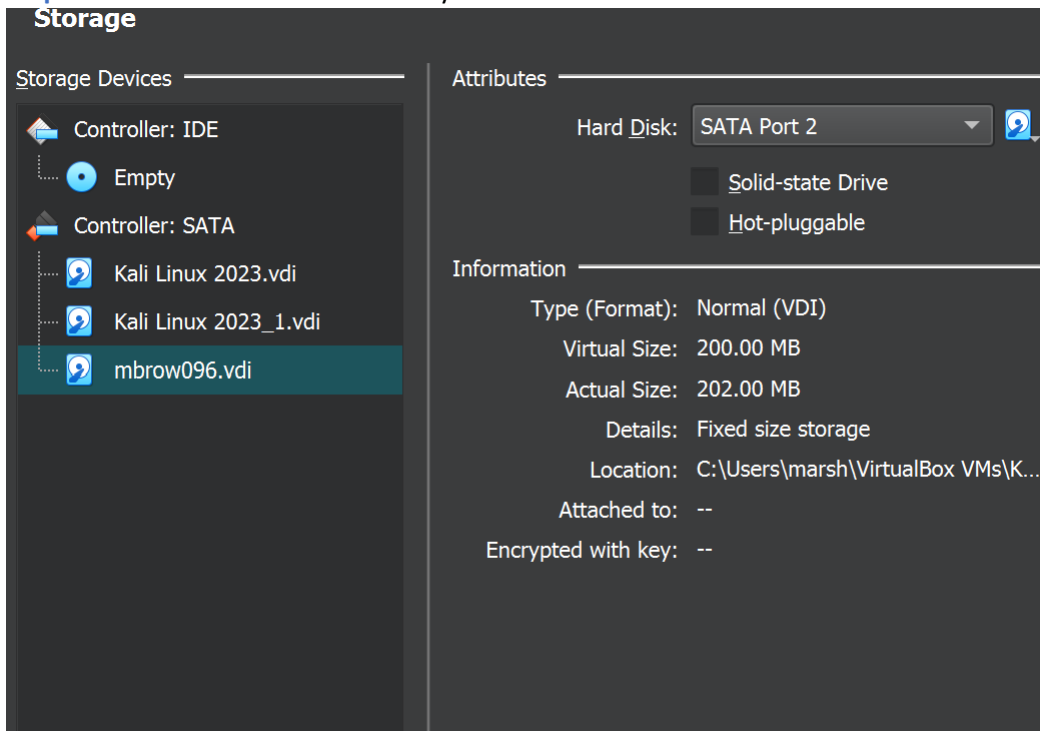 Storage
Storage Devices
Controller: IDE
Empty
Controller: SATA
Kali Linux 2023.vdi
Kali Linux 2023_1.vdi
mbrow096.vdi
Attributes
Hard Disk: SATA Port 2
Solid-state Drive
Hot-pluggable
Information
Type (Format): Normal (VDI)
Virtual Size: 200.00 MB
Actual Size: 202.00 MB
Details: Fixed size storage
Location: C:\Users\marsh\VirtualBox VMs\K...
Attached to: --
Encrypted with key: --